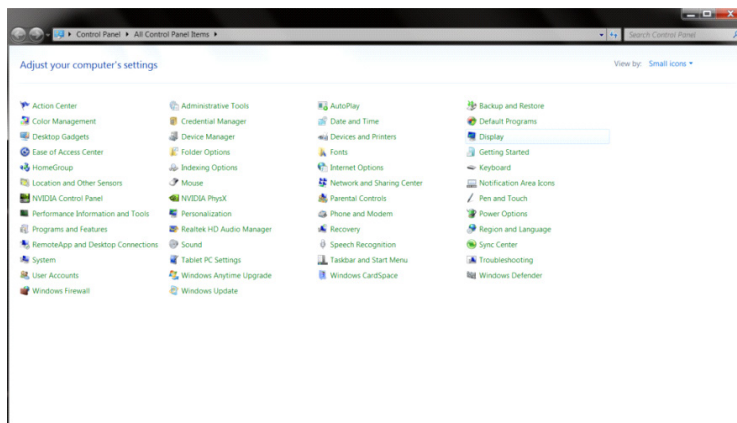 Control Panel ▸ All Control Panel Items ▸ Search Control Panel
Adjust your computer's settings View by: Small icons
Action Center Administrative Tools AutoPlay Backup and Restore
Color Management Credential Manager Date and Time Default Programs
Desktop Gadgets Device Manager Devices and Printers Display
Ease of Access Center Folder Options Fonts Getting Started
HomeGroup Indexing Options Internet Options Keyboard
Location and Other Sensors Mouse Network and Sharing Center Notification Area Icons
NVIDIA Control Panel NVIDIA PhysX Parental Controls Pen and Touch
Performance Information and Tools Personalization Phone and Modem Power Options
Programs and Features Realtek HD Audio Manager Recovery Region and Language
RemoteApp and Desktop Connections Sound Speech Recognition Sync Center
System Tablet PC Settings Taskbar and Start Menu Troubleshooting
User Accounts Windows Anytime Upgrade Windows CardSpace Windows Defender
Windows Firewall Windows Update